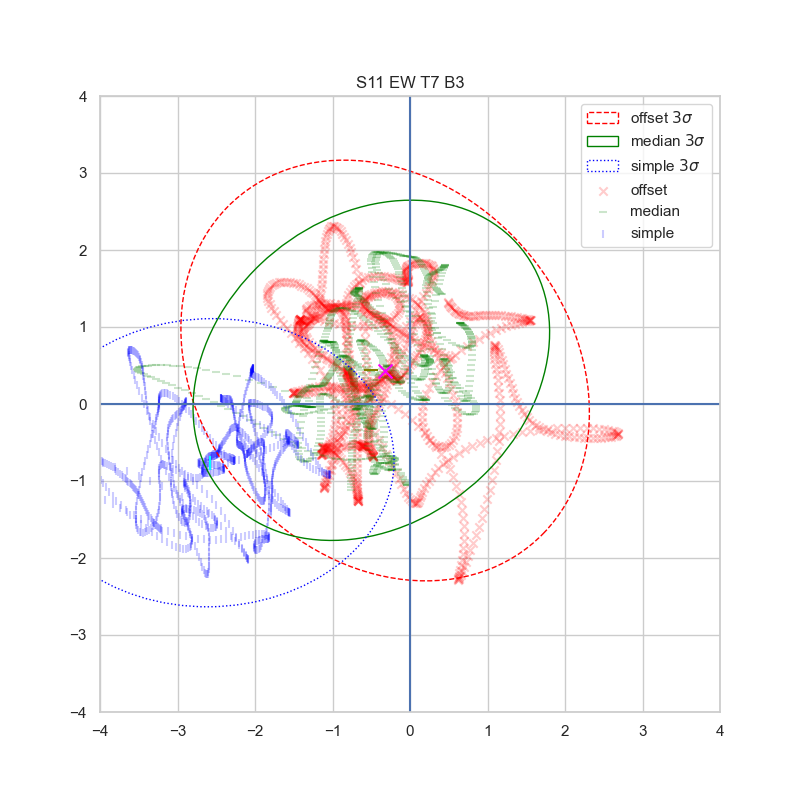 S11 EW T7 B3
offset 3σ
median 3σ
simple 3σ
offset
median
simple
4
3
2
1
0
−1
−2
−3
−4
−4 −3 −2 −1 0 1 2 3 4